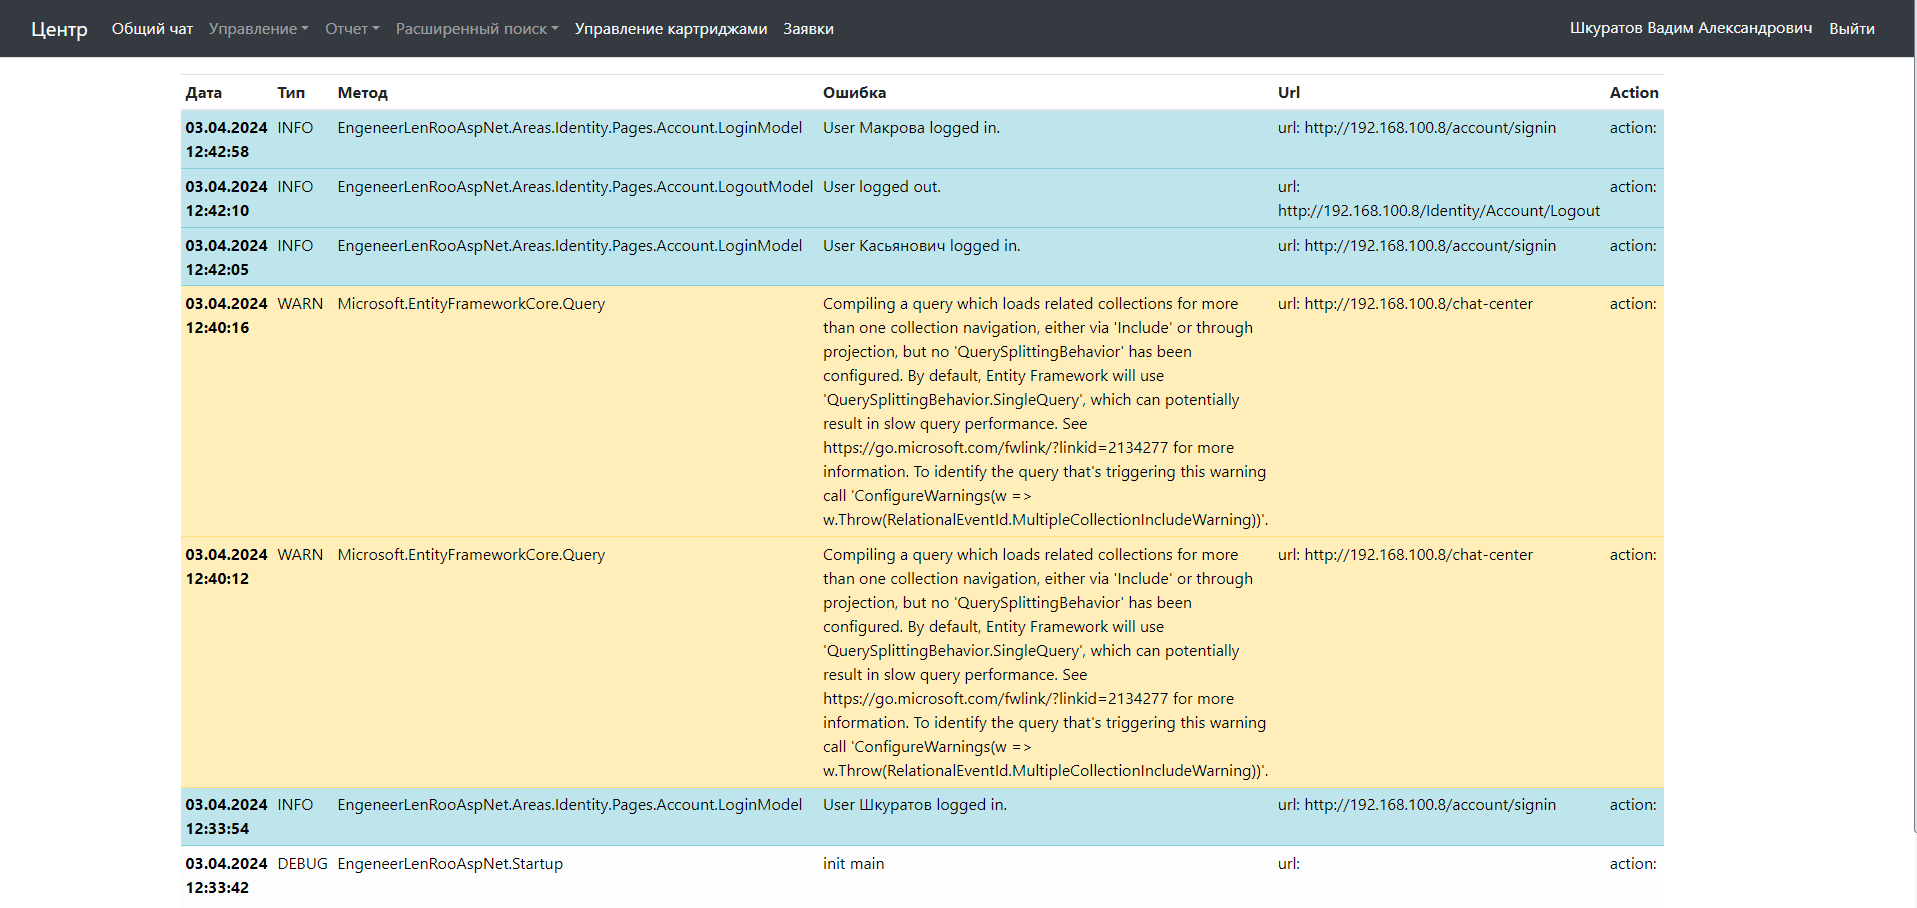 Центр Общий чат Управление Отчет Расширенный поиск Управление картриджами Заявки Шкуратов Вадим Александрович Выйти
Дата Тип Метод Ошибка Url Action
03.04.2024 INFO EngeneerLenRooAspNet.Areas.Identity.Pages.Account.LoginModel User Макрова logged in. url: http://192.168.100.8/account/signin action:
12:42:58
03.04.2024 INFO EngeneerLenRooAspNet.Areas.Identity.Pages.Account.LogoutModel User logged out. url: action:
12:42:10 http://192.168.100.8/Identity/Account/Logout
03.04.2024 INFO EngeneerLenRooAspNet.Areas.Identity.Pages.Account.LoginModel User Касьянович logged in. url: http://192.168.100.8/account/signin action:
12:42:05
03.04.2024 WARN Microsoft.EntityFrameworkCore.Query Compiling a query which loads related collections for more url: http://192.168.100.8/chat-center action:
12:40:16 than one collection navigation, either via 'Include' or through
projection, but no 'QuerySplittingBehavior' has been
configured. By default, Entity Framework will use
'QuerySplittingBehavior.SingleQuery', which can potentially
result in slow query performance. See
https://go.microsoft.com/fwlink/?linkid=2134277 for more
information. To identify the query that's triggering this warning
call 'ConfigureWarnings(w =>
w.Throw(RelationalEventId.MultipleCollectionIncludeWarning))'.
03.04.2024 WARN Microsoft.EntityFrameworkCore.Query Compiling a query which loads related collections for more url: http://192.168.100.8/chat-center action:
12:40:12 than one collection navigation, either via 'Include' or through
projection, but no 'QuerySplittingBehavior' has been
configured. By default, Entity Framework will use
'QuerySplittingBehavior.SingleQuery', which can potentially
result in slow query performance. See
https://go.microsoft.com/fwlink/?linkid=2134277 for more
information. To identify the query that's triggering this warning
call 'ConfigureWarnings(w =>
w.Throw(RelationalEventId.MultipleCollectionIncludeWarning))'.
03.04.2024 INFO EngeneerLenRooAspNet.Areas.Identity.Pages.Account.LoginModel User Шкуратов logged in. url: http://192.168.100.8/account/signin action:
12:33:54
03.04.2024 DEBUG EngeneerLenRooAspNet.Startup init main url: action:
12:33:42